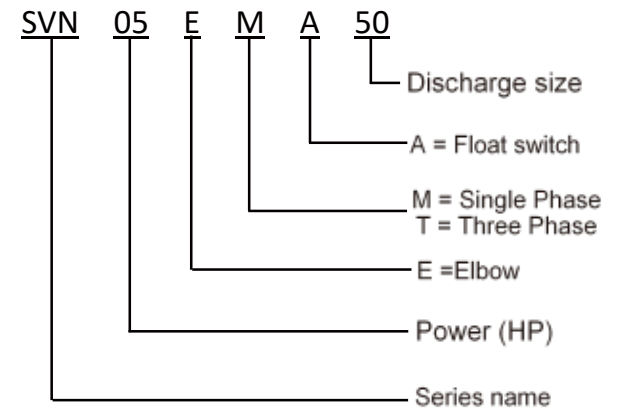 SVN 05 E M A 50
Discharge size
A = Float switch
M = Single Phase
T = Three Phase
E =Elbow
Power (HP)
Series name